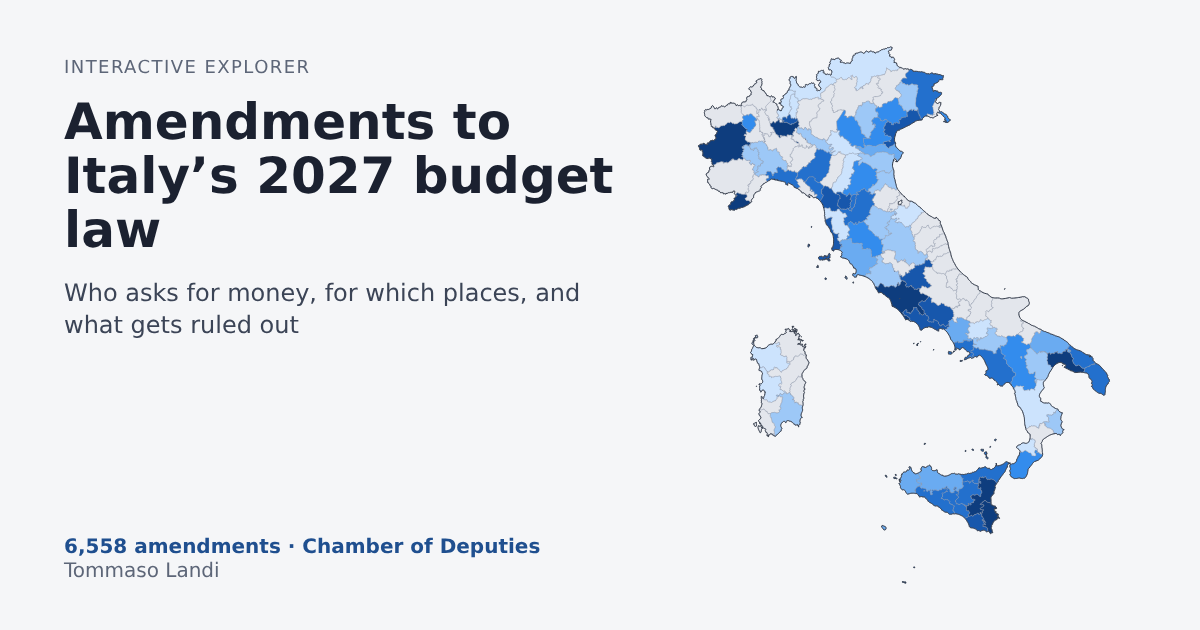 INTERACTIVE EXPLORER
Amendments to
Italy’s 2027 budget
law
Who asks for money, for which places, and
what gets ruled out
6,558 amendments · Chamber of Deputies
Tommaso Landi